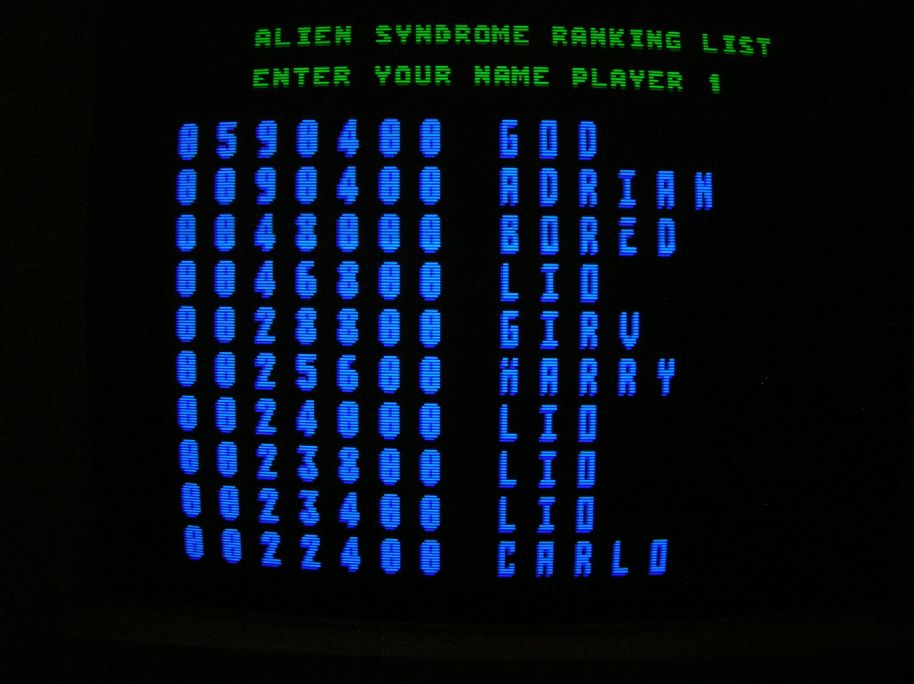 ALIEN SYNDROME RANKING LIST
ENTER YOUR NAME PLAYER 1
0590400 GOD
0090400 ADRIAN
0048000 BORED
0046800 LIO
0028800 GIRV
0025600 HARRY
0024000 LIO
0023800 LIO
0023400 LIO
0022400 CARLO